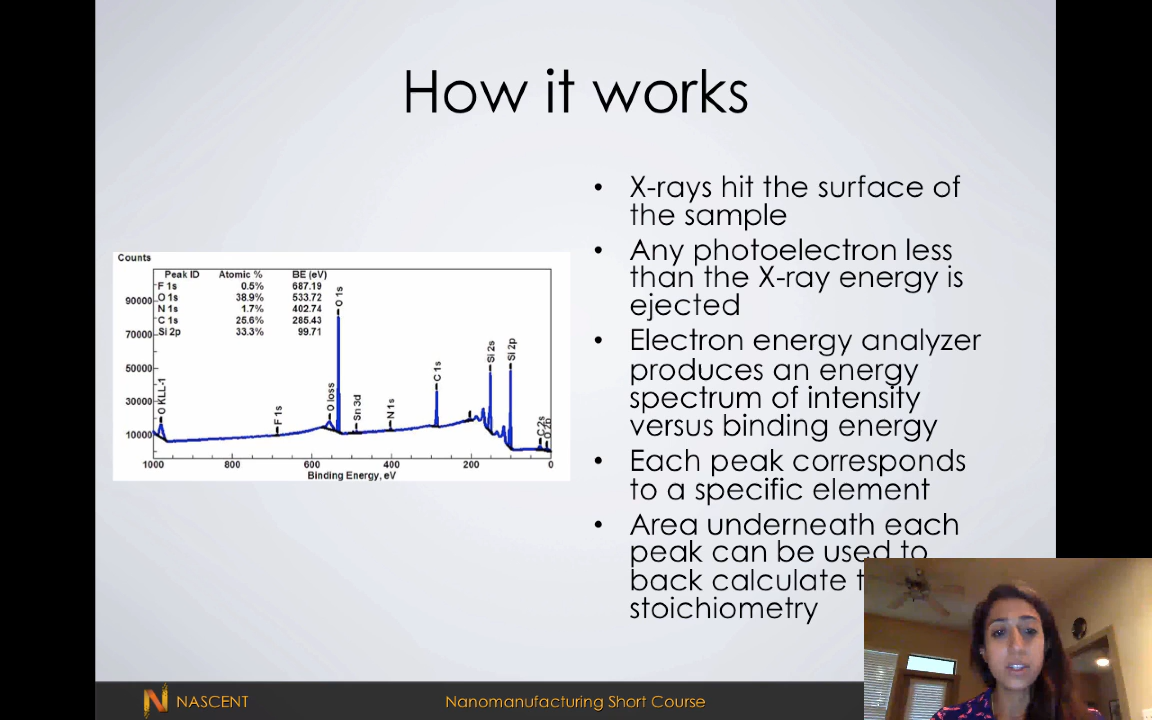 How it works
Counts
Peak ID Atomic % BE (eV)
F 1s 0.5% 687.19
O 1s 38.9% 533.72
N 1s 1.7% 402.74
C 1s 25.6% 285.43
Si 2p 33.3% 99.71
90000
70000
50000
30000
10000
O KLL-1
F 1s
O loss
O 1s
Sn 3d
N 1s
C 1s
Si 2s
Si 2p
C 2s
O 2p
1000 800 600 400 200 0
Binding Energy, eV
• X-rays hit the surface of
the sample
• Any photoelectron less
than the X-ray energy is
ejected
• Electron energy analyzer
produces an energy
spectrum of intensity
versus binding energy
• Each peak corresponds
to a specific element
• Area underneath each
peak can be used to
back calculate
stoichiometry
NASCENT
Nanomanufacturing Short Course